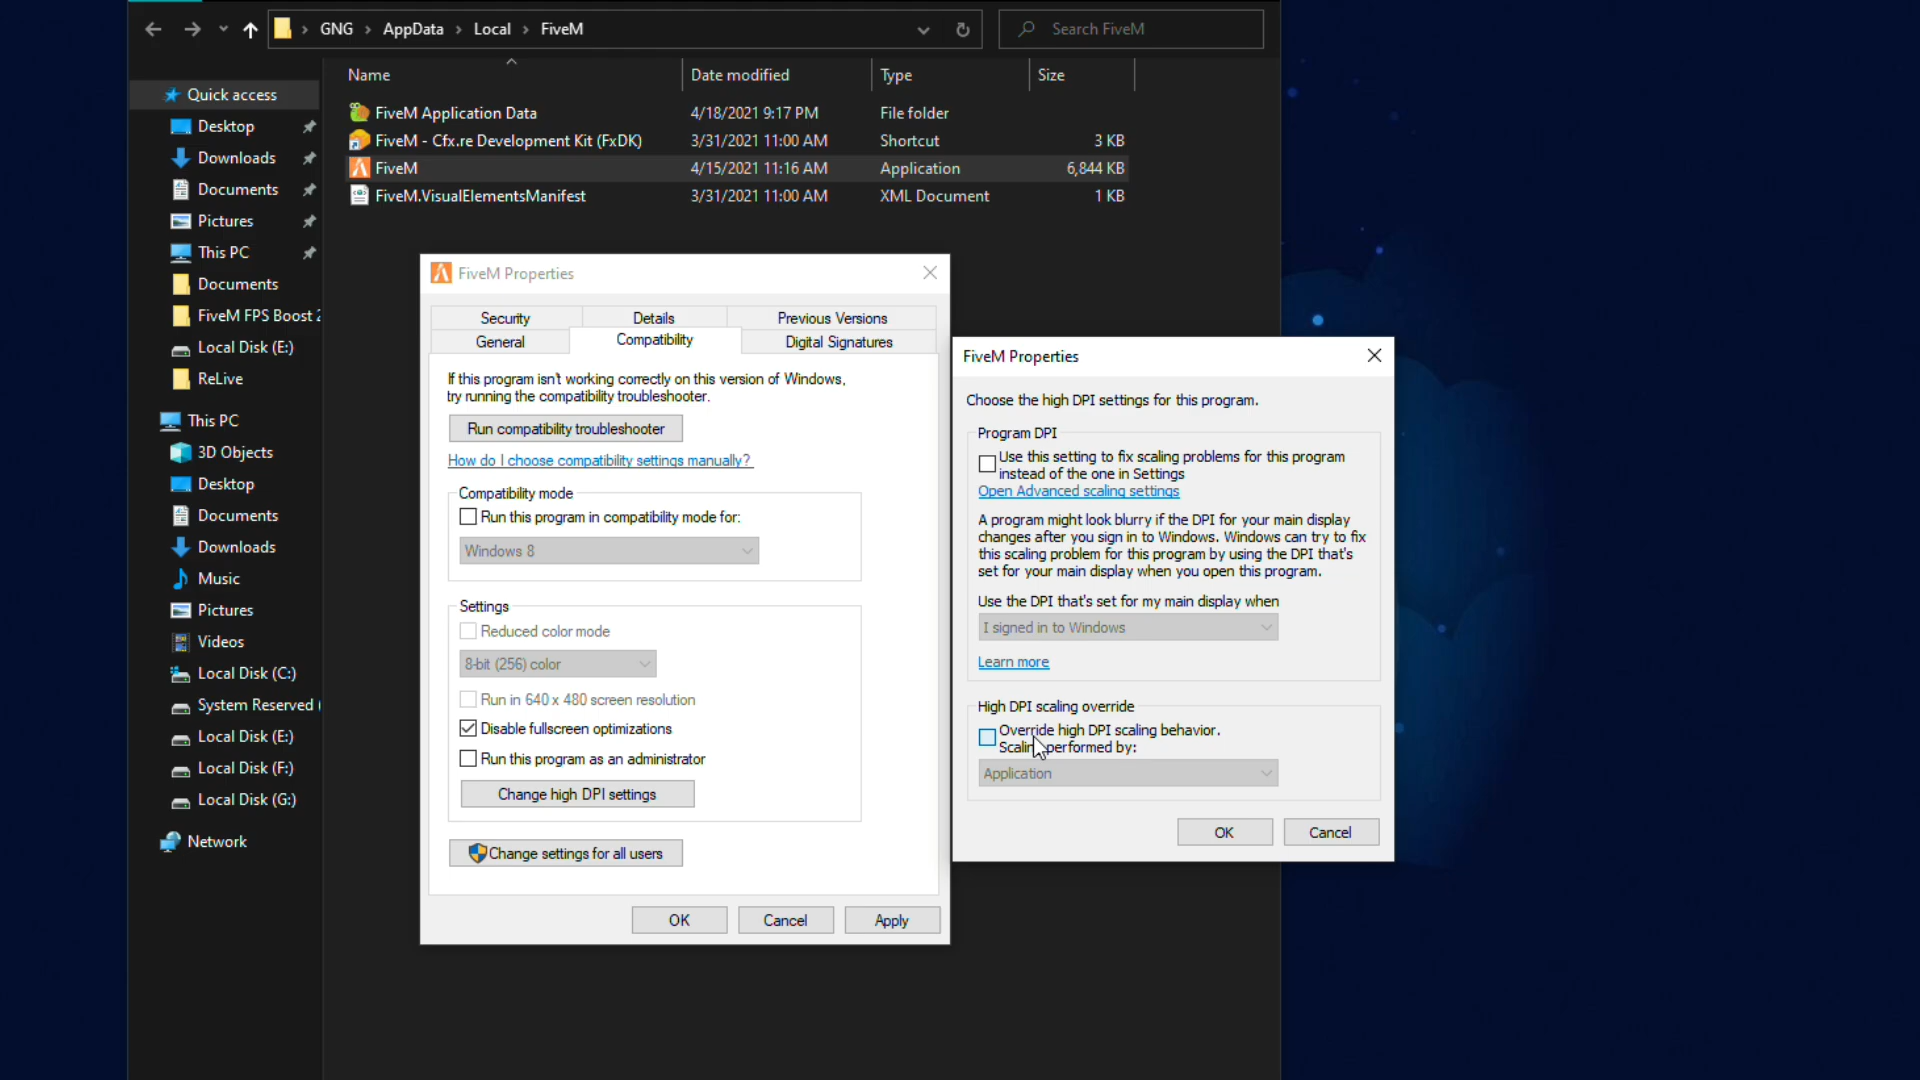 GNG > AppData > Local > FiveM
Search FiveM
Name Date modified Type Size
FiveM Application Data 4/18/2021 9:17 PM File folder
FiveM - Cfx.re Development Kit (FxDK) 3/31/2021 11:00 AM Shortcut 3 KB
FiveM 4/15/2021 11:16 AM Application 6,844 KB
FiveM.VisualElementsManifest 3/31/2021 11:00 AM XML Document 1 KB
Quick access
Desktop
Downloads
Documents
Pictures
This PC
Documents
FiveM FPS Boost
Local Disk (E:)
ReLive
This PC
3D Objects
Desktop
Documents
Downloads
Music
Pictures
Videos
Local Disk (C:)
System Reserved
Local Disk (E:)
Local Disk (F:)
Local Disk (G:)
Network
FiveM Properties
Security Details Previous Versions
General Compatibility Digital Signatures
If this program isn't working correctly on this version of Windows,
try running the compatibility troubleshooter.
Run compatibility troubleshooter
How do I choose compatibility settings manually?
Compatibility mode
Run this program in compatibility mode for:
Windows 8
Settings
Reduced color mode
8-bit (256) color
Run in 640 x 480 screen resolution
Disable fullscreen optimizations
Run this program as an administrator
Change high DPI settings
Change settings for all users
OK Cancel Apply
FiveM Properties
Choose the high DPI settings for this program.
Program DPI
Use this setting to fix scaling problems for this program
instead of the one in Settings
Open Advanced scaling settings
A program might look blurry if the DPI for your main display
changes after you sign in to Windows. Windows can try to fix
this scaling problem for this program by using the DPI that's
set for your main display when you open this program.
Use the DPI that's set for my main display when
I signed in to Windows
Learn more
High DPI scaling override
Override high DPI scaling behavior.
Scaling performed by:
Application
OK Cancel